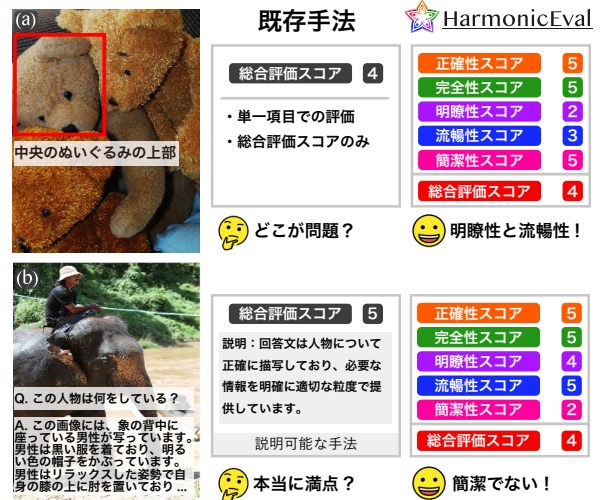 (a)
中央のぬいぐるみの上部
既存手法
総合評価スコア 4
・単一項目での評価
・総合評価スコアのみ
どこが問題？
HarmonicEval
正確性スコア 5
完全性スコア 5
明瞭性スコア 2
流暢性スコア 3
簡潔性スコア 5
総合評価スコア 4
明瞭性と流暢性！
(b)
Q. この人物は何をしている？
A. この画像には、象の背中に
座っている男性が写っています。
男性は黒い服を着ており、明る
い色の帽子をかぶっています。
男性はリラックスした姿勢で自
身の膝の上に肘を置いており ...
総合評価スコア 5
説明：回答文は人物について
正確に描写しており、必要な
情報を明確に適切な粒度で提
供しています。
説明可能な手法
本当に満点？
正確性スコア 5
完全性スコア 5
明瞭性スコア 4
流暢性スコア 5
簡潔性スコア 2
総合評価スコア 4
簡潔でない！